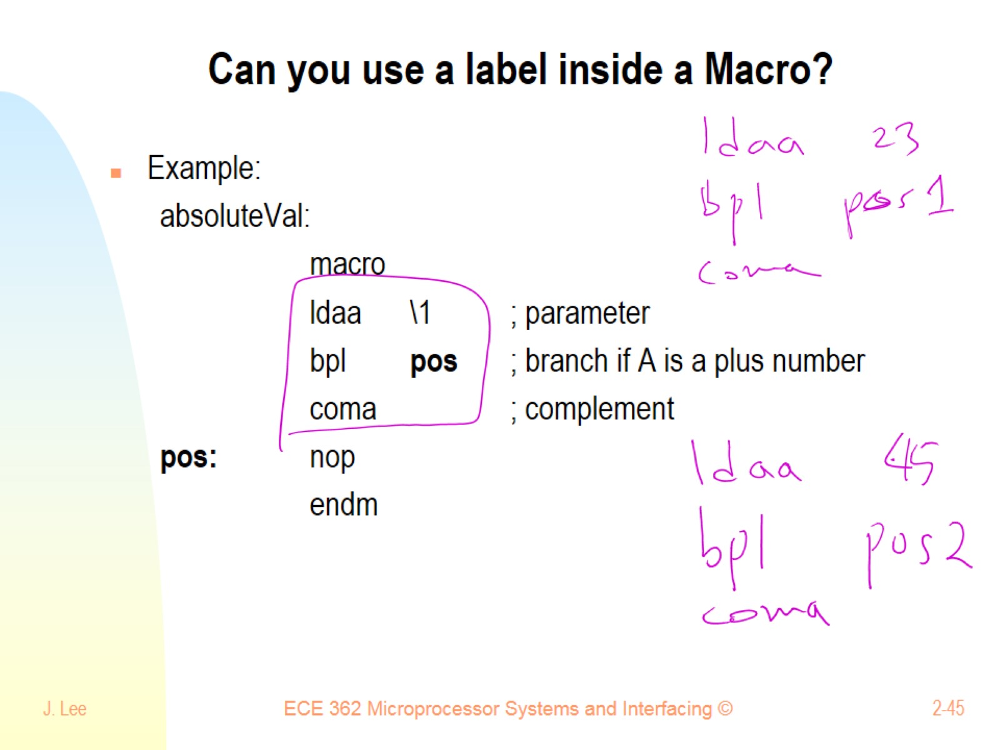 Can you use a label inside a Macro?
Example:
absoluteVal:
macro
ldaa \1 ; parameter
bpl pos ; branch if A is a plus number
coma ; complement
pos: nop
endm
ldaa 23
bpl pos1
coma
ldaa 45
bpl pos2
coma
J. Lee ECE 362 Microprocessor Systems and Interfacing © 2-45